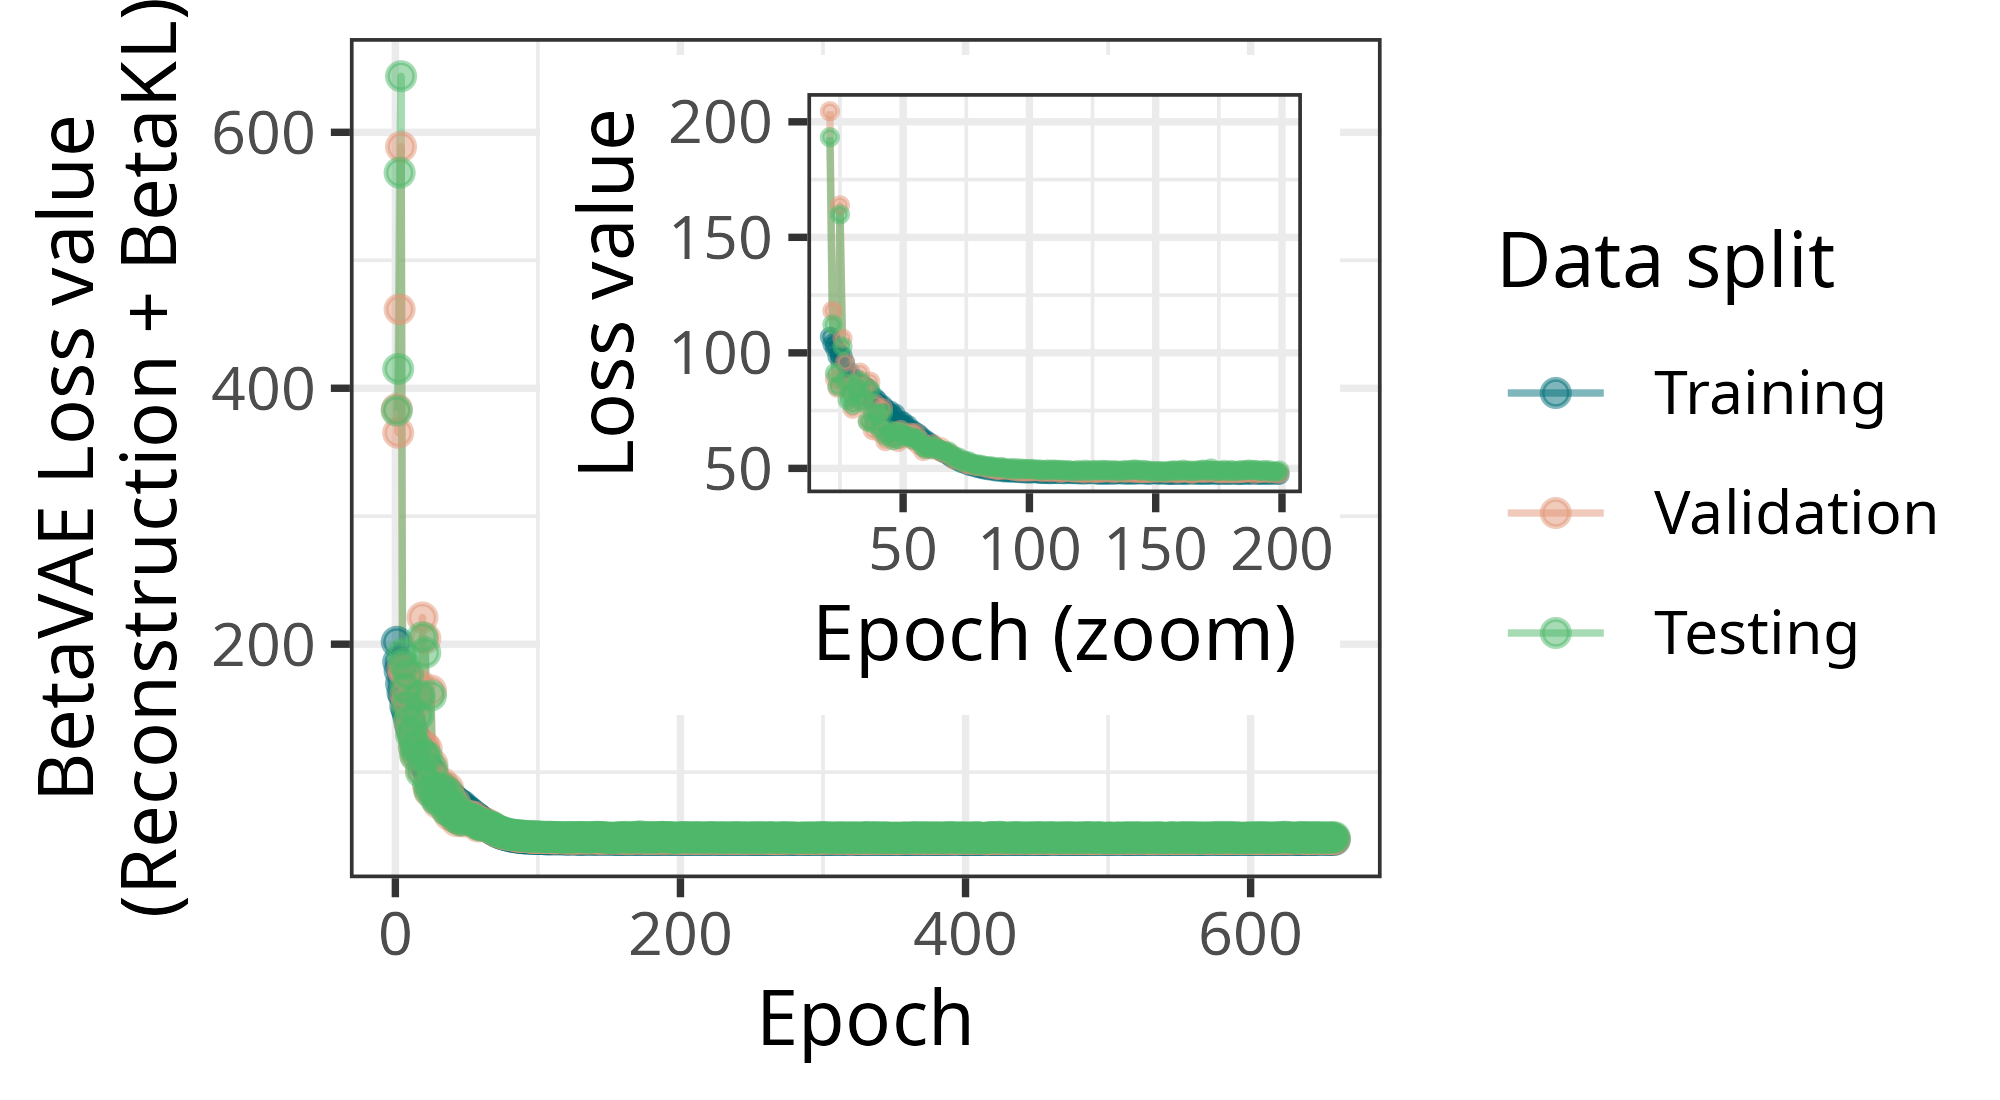 BetaVAE Loss value
(Reconstruction + BetaKL)
600
400
200
0
200
400
600
Epoch
Loss value
200
150
100
50
50
100
150
200
Epoch (zoom)
Data split
Training
Validation
Testing